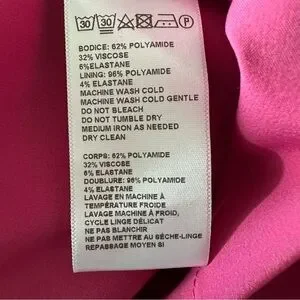 30 30 P
BODICE: 62% POLYAMIDE
32% VISCOSE
6%ELASTANE
LINING: 96% POLYAMIDE
4% ELASTANE
MACHINE WASH COLD
MACHINE WASH COLD GENTLE
DO NOT BLEACH
DO NOT TUMBLE DRY
MEDIUM IRON AS NEEDED
DRY CLEAN
CORPS: 62% POLYAMIDE
32% VISCOSE
6% ELASTANE
DOUBLURE: 96% POLYAMIDE
4% ELASTANE
LAVAGE EN MACHINE À
TEMPÉRATURE FROIDE
LAVAGE MACHINE À FROID,
CYCLE LINGE DÉLICAT
NE PAS BLANCHIR
NE PAS METTRE AU SÈCHE-LINGE
REPASSAGE MOYEN SI